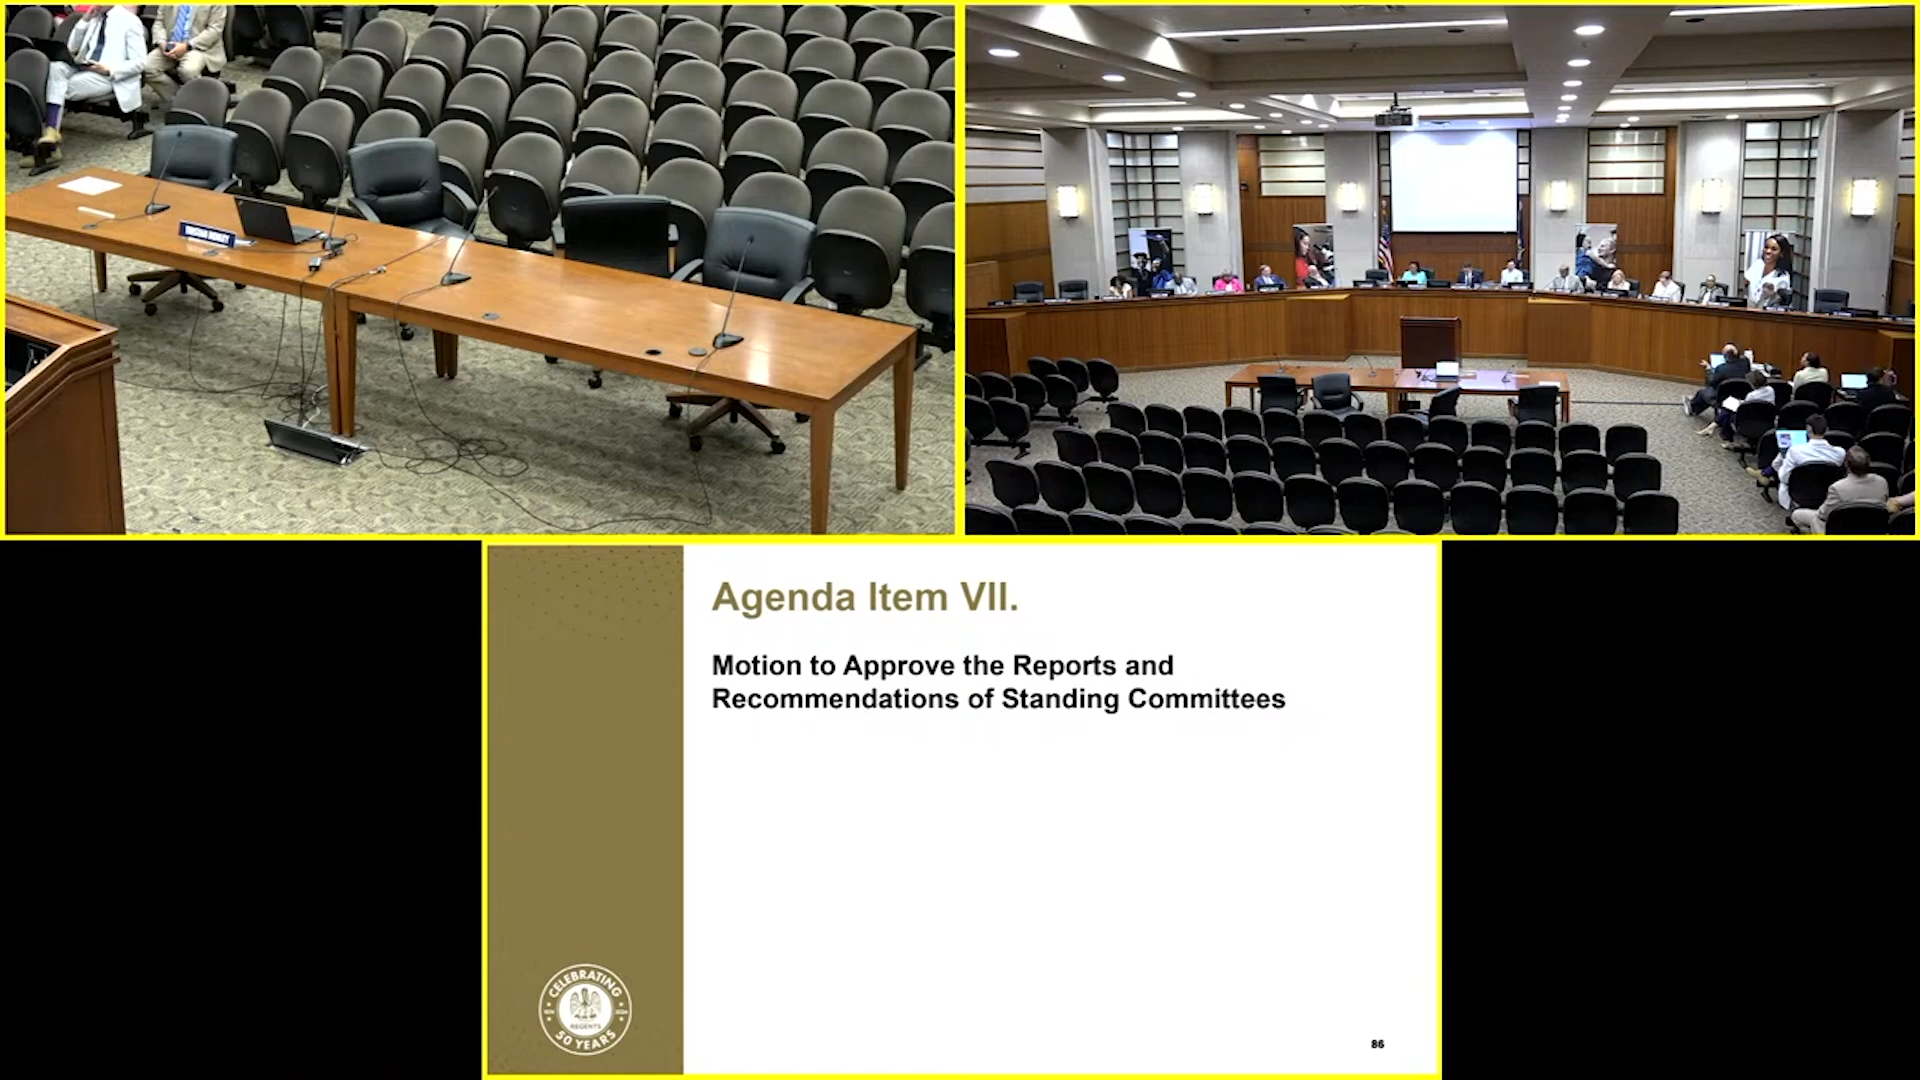 Agenda Item VII.
Motion to Approve the Reports and
Recommendations of Standing Committees
CELEBRATING
REGENTS
50 YEARS
86